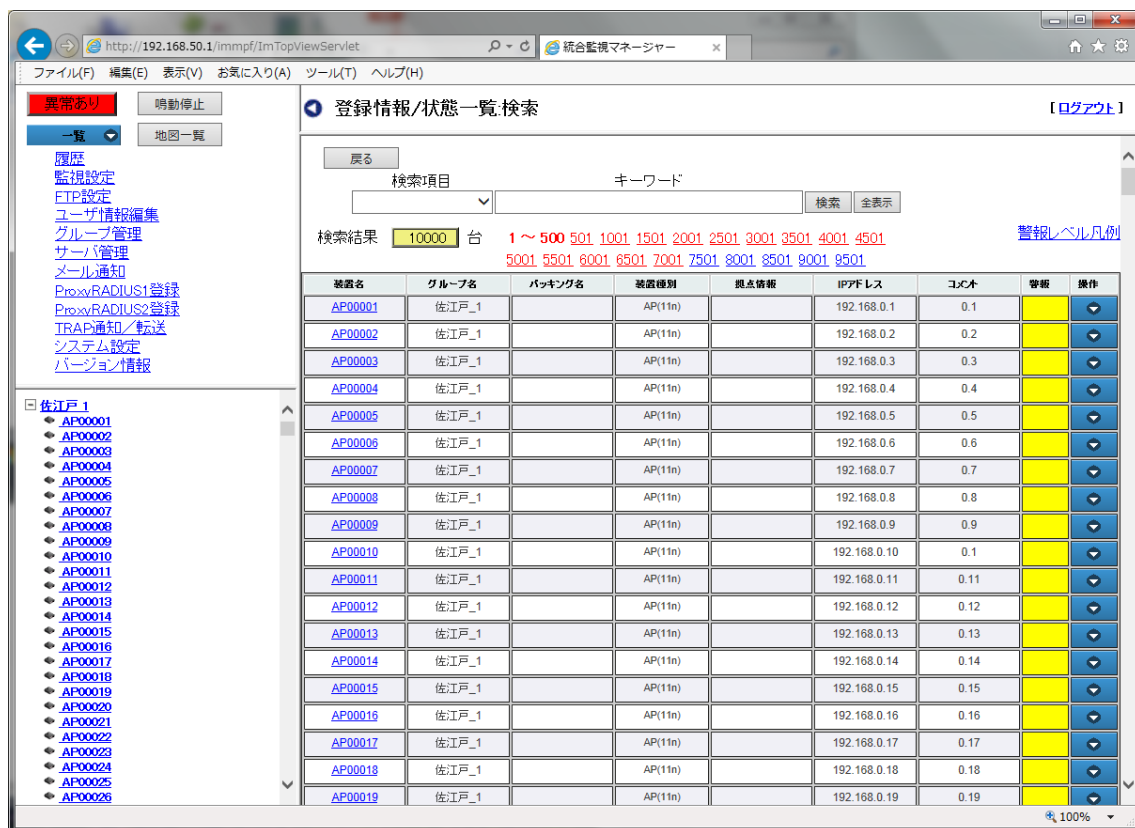 http://192.168.50.1/immpf/ImTopViewServlet
統合監視マネージャー
ファイル(F) 編集(E) 表示(V) お気に入り(A) ツール(T) ヘルプ(H)
異常あり 鳴動停止
一覧 地図一覧
履歴
監視設定
FTP設定
ユーザ情報編集
グループ管理
サーバ管理
メール通知
ProxyRADIUS1登録
ProxyRADIUS2登録
TRAP通知／転送
システム設定
バージョン情報
佐江戸 1
AP00001
AP00002
AP00003
AP00004
AP00005
AP00006
AP00007
AP00008
AP00009
AP00010
AP00011
AP00012
AP00013
AP00014
AP00015
AP00016
AP00017
AP00018
AP00019
AP00020
AP00021
AP00022
AP00023
AP00024
AP00025
AP00026
登録情報/状態一覧:検索 [ログアウト]
戻る
検索項目 キーワード
検索 全表示
検索結果 10000 台 1 ～ 500 501 1001 1501 2001 2501 3001 3501 4001 4501 警報レベル凡例
5001 5501 6001 6501 7001 7501 8001 8501 9001 9501
装置名 グループ名 パッキング名 装置種別 拠点情報 IPアドレス コメント 警報 操作
AP00001 佐江戸_1 AP(11n) 192.168.0.1 0.1
AP00002 佐江戸_1 AP(11n) 192.168.0.2 0.2
AP00003 佐江戸_1 AP(11n) 192.168.0.3 0.3
AP00004 佐江戸_1 AP(11n) 192.168.0.4 0.4
AP00005 佐江戸_1 AP(11n) 192.168.0.5 0.5
AP00006 佐江戸_1 AP(11n) 192.168.0.6 0.6
AP00007 佐江戸_1 AP(11n) 192.168.0.7 0.7
AP00008 佐江戸_1 AP(11n) 192.168.0.8 0.8
AP00009 佐江戸_1 AP(11n) 192.168.0.9 0.9
AP00010 佐江戸_1 AP(11n) 192.168.0.10 0.1
AP00011 佐江戸_1 AP(11n) 192.168.0.11 0.11
AP00012 佐江戸_1 AP(11n) 192.168.0.12 0.12
AP00013 佐江戸_1 AP(11n) 192.168.0.13 0.13
AP00014 佐江戸_1 AP(11n) 192.168.0.14 0.14
AP00015 佐江戸_1 AP(11n) 192.168.0.15 0.15
AP00016 佐江戸_1 AP(11n) 192.168.0.16 0.16
AP00017 佐江戸_1 AP(11n) 192.168.0.17 0.17
AP00018 佐江戸_1 AP(11n) 192.168.0.18 0.18
AP00019 佐江戸_1 AP(11n) 192.168.0.19 0.19
100%